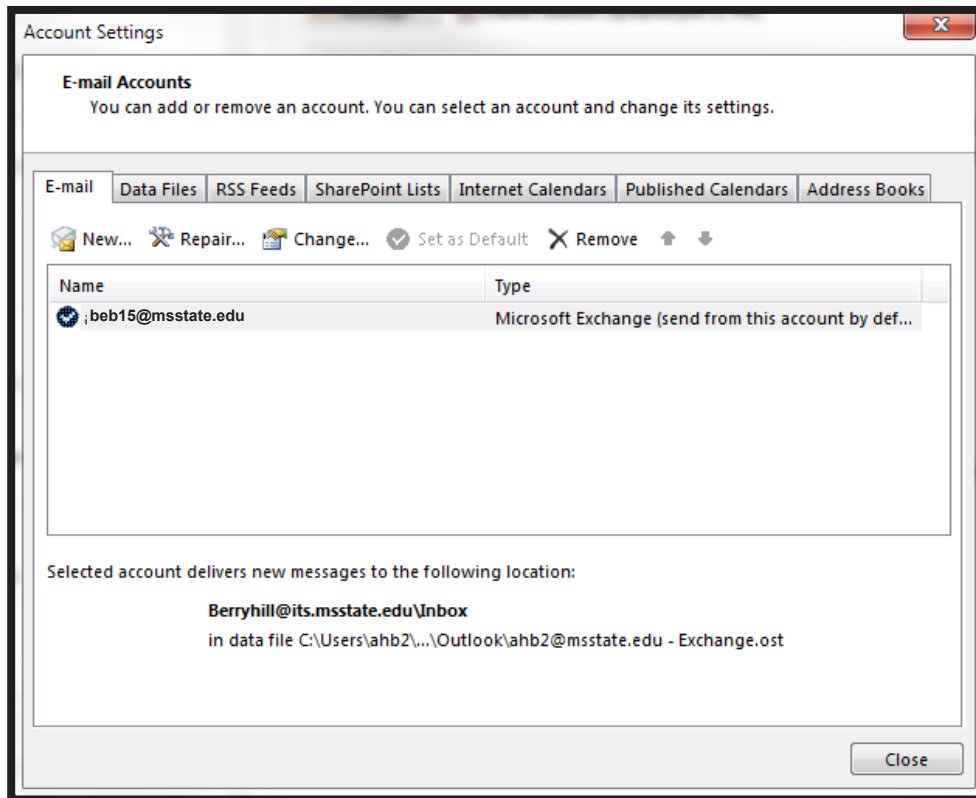 Account Settings
E-mail Accounts
You can add or remove an account. You can select an account and change its settings.
E-mail Data Files RSS Feeds SharePoint Lists Internet Calendars Published Calendars Address Books
New... Repair... Change... Set as Default Remove
Name Type
beb15@msstate.edu Microsoft Exchange (send from this account by def...
Selected account delivers new messages to the following location:
Berryhill@its.msstate.edu\Inbox
in data file C:\Users\ahb2\...\Outlook\ahb2@msstate.edu - Exchange.ost
Close